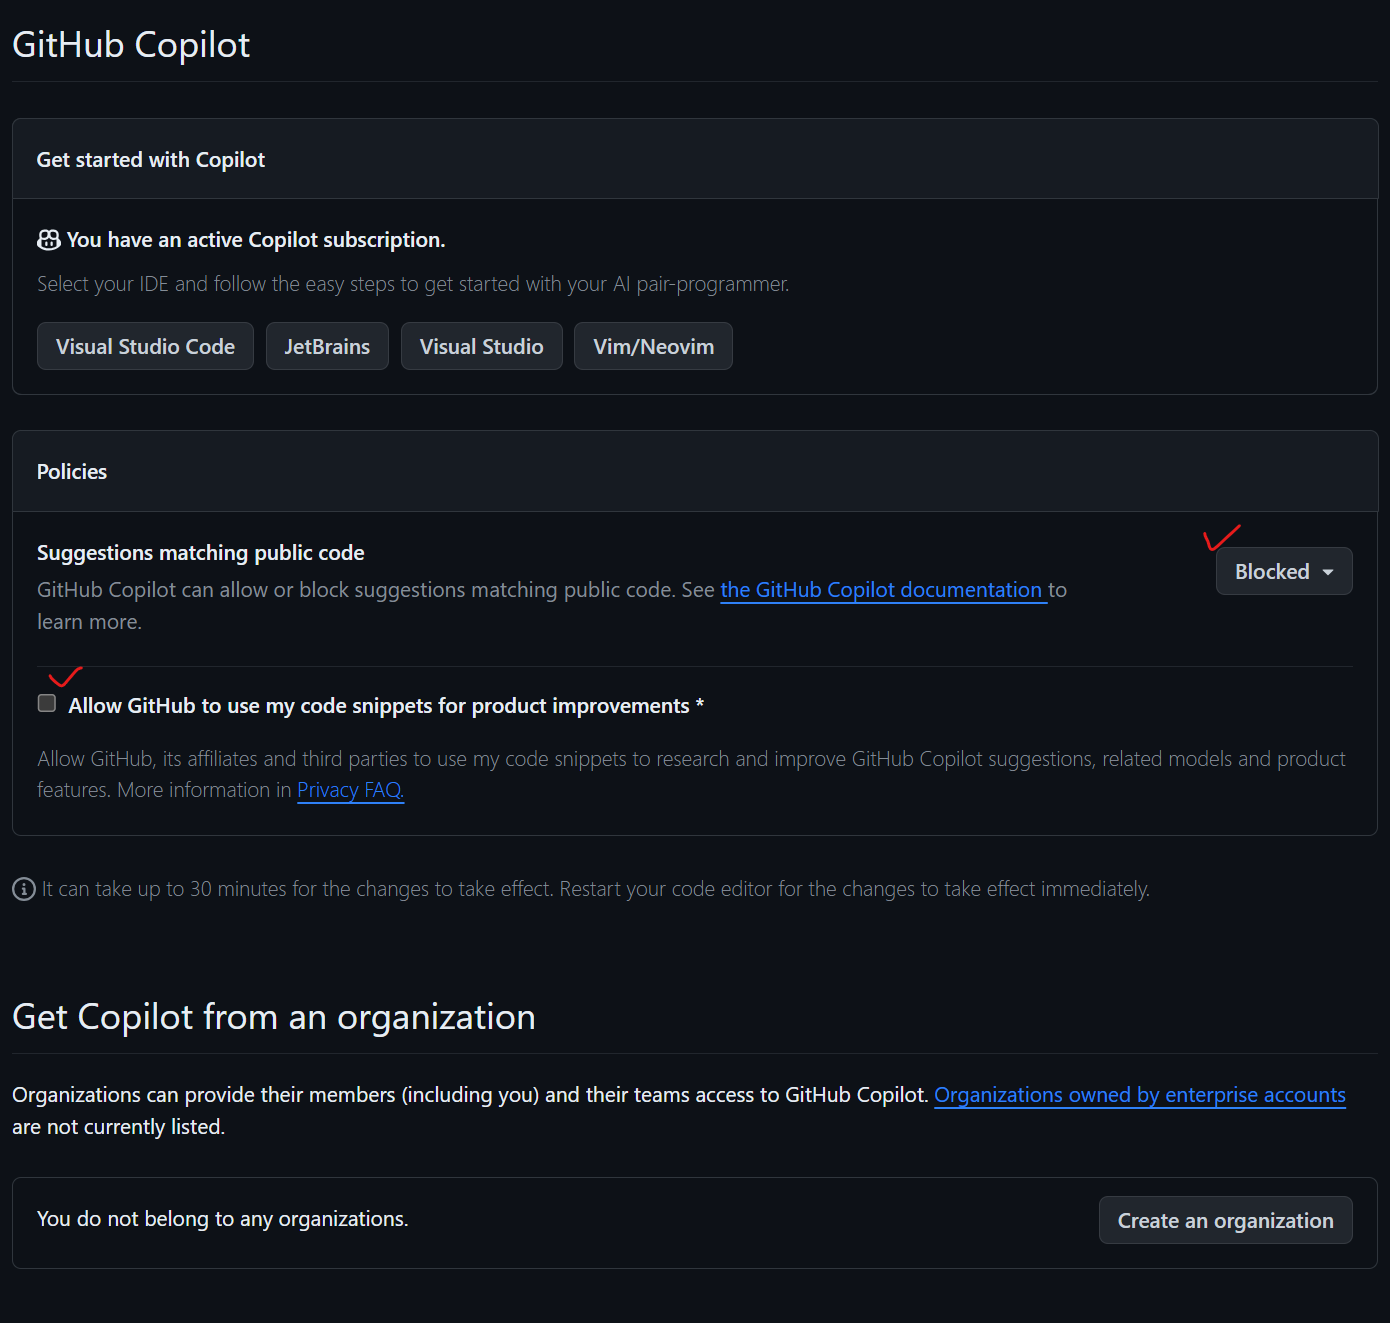 GitHub Copilot
Get started with Copilot
You have an active Copilot subscription.
Select your IDE and follow the easy steps to get started with your AI pair-programmer.
Visual Studio Code
JetBrains
Visual Studio
Vim/Neovim
Policies
Suggestions matching public code
GitHub Copilot can allow or block suggestions matching public code. See the GitHub Copilot documentation to
learn more.
Blocked
Allow GitHub to use my code snippets for product improvements *
Allow GitHub, its affiliates and third parties to use my code snippets to research and improve GitHub Copilot suggestions, related models and product
features. More information in Privacy FAQ.
It can take up to 30 minutes for the changes to take effect. Restart your code editor for the changes to take effect immediately.
Get Copilot from an organization
Organizations can provide their members (including you) and their teams access to GitHub Copilot. Organizations owned by enterprise accounts
are not currently listed.
You do not belong to any organizations.
Create an organization